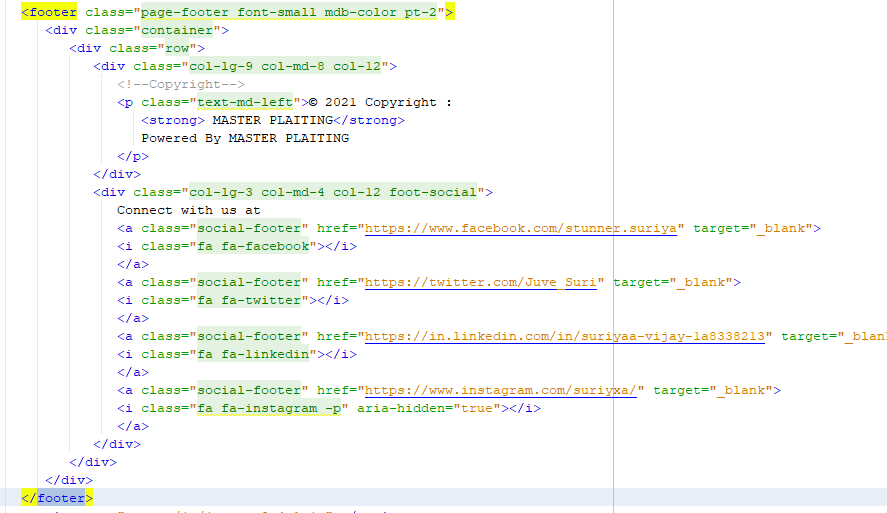 <footer class="page-footer font-small mdb-color pt-2">
<div class="container">
<div class="row">
<div class="col-lg-9 col-md-8 col-12">
<!--Copyright-->
<p class="text-md-left">© 2021 Copyright :
<strong> MASTER PLAITING</strong>
Powered By MASTER PLAITING
</p>
</div>
<div class="col-lg-3 col-md-4 col-12 foot-social">
Connect with us at
<a class="social-footer" href="https://www.facebook.com/stunner.suriya" target="_blank">
<i class="fa fa-facebook"></i>
</a>
<a class="social-footer" href="https://twitter.com/Juve_Suri" target="_blank">
<i class="fa fa-twitter"></i>
</a>
<a class="social-footer" href="https://in.linkedin.com/in/suriyaa-vijay-1a8338213" target="_blan
<i class="fa fa-linkedin"></i>
</a>
<a class="social-footer" href="https://www.instagram.com/suriyxa/" target="_blank">
<i class="fa fa-instagram -p" aria-hidden="true"></i>
</a>
</div>
</div>
</div>
</footer>